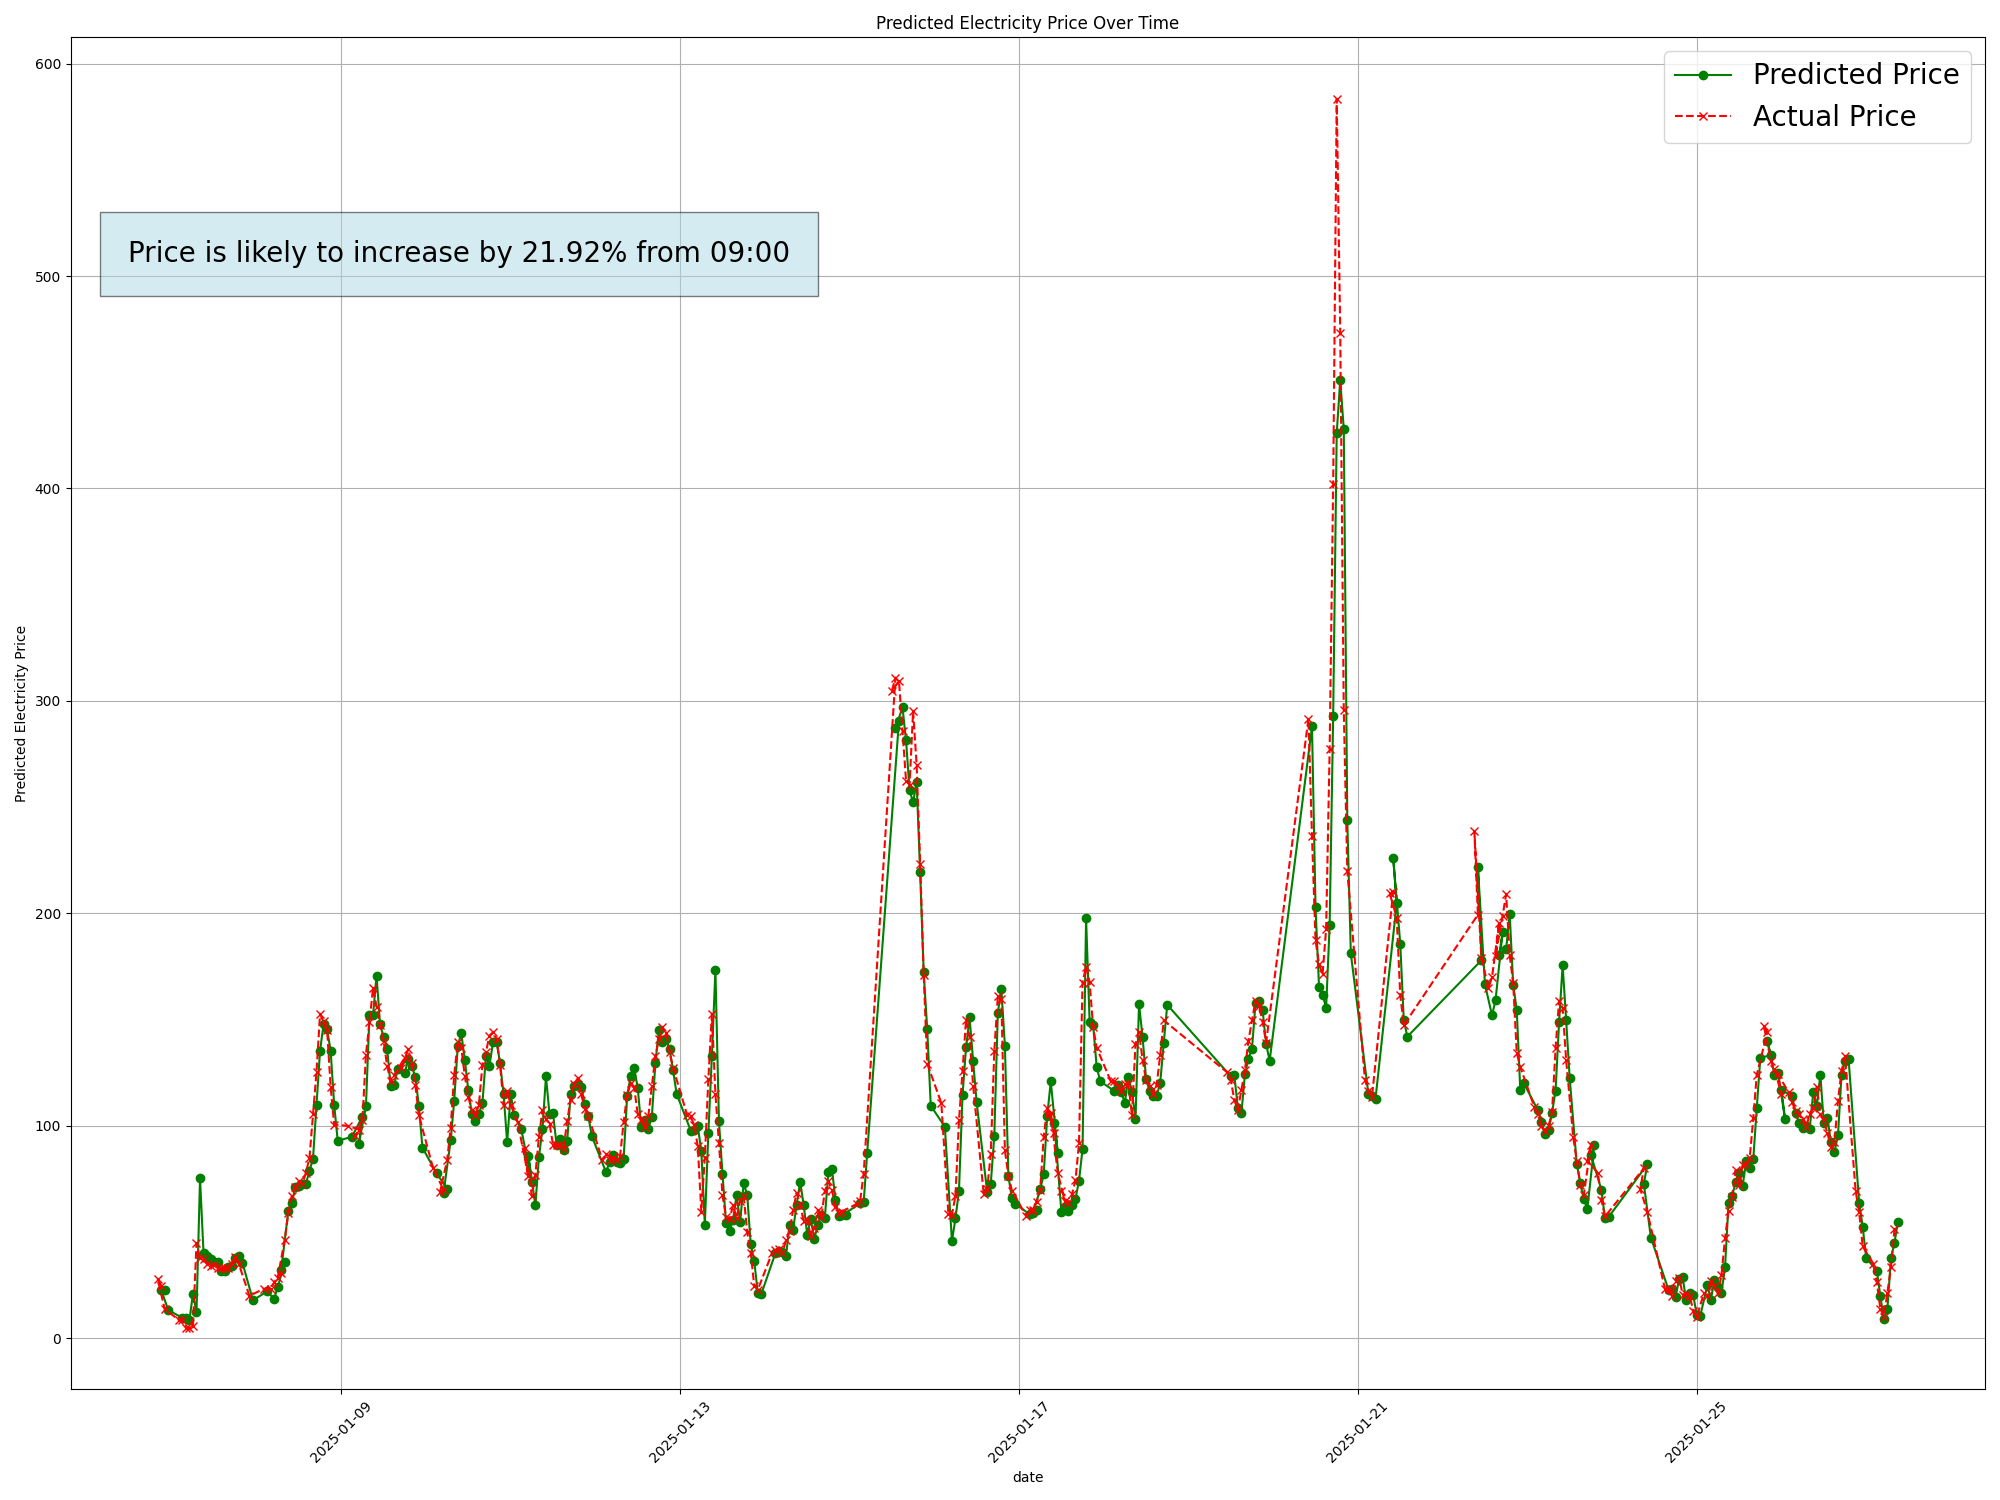 Predicted Electricity Price Over Time
Predicted Price
Actual Price
Price is likely to increase by 21.92% from 09:00
Predicted Electricity Price
600
500
400
300
200
100
0
2025-01-09
2025-01-13
2025-01-17
2025-01-21
2025-01-25
date